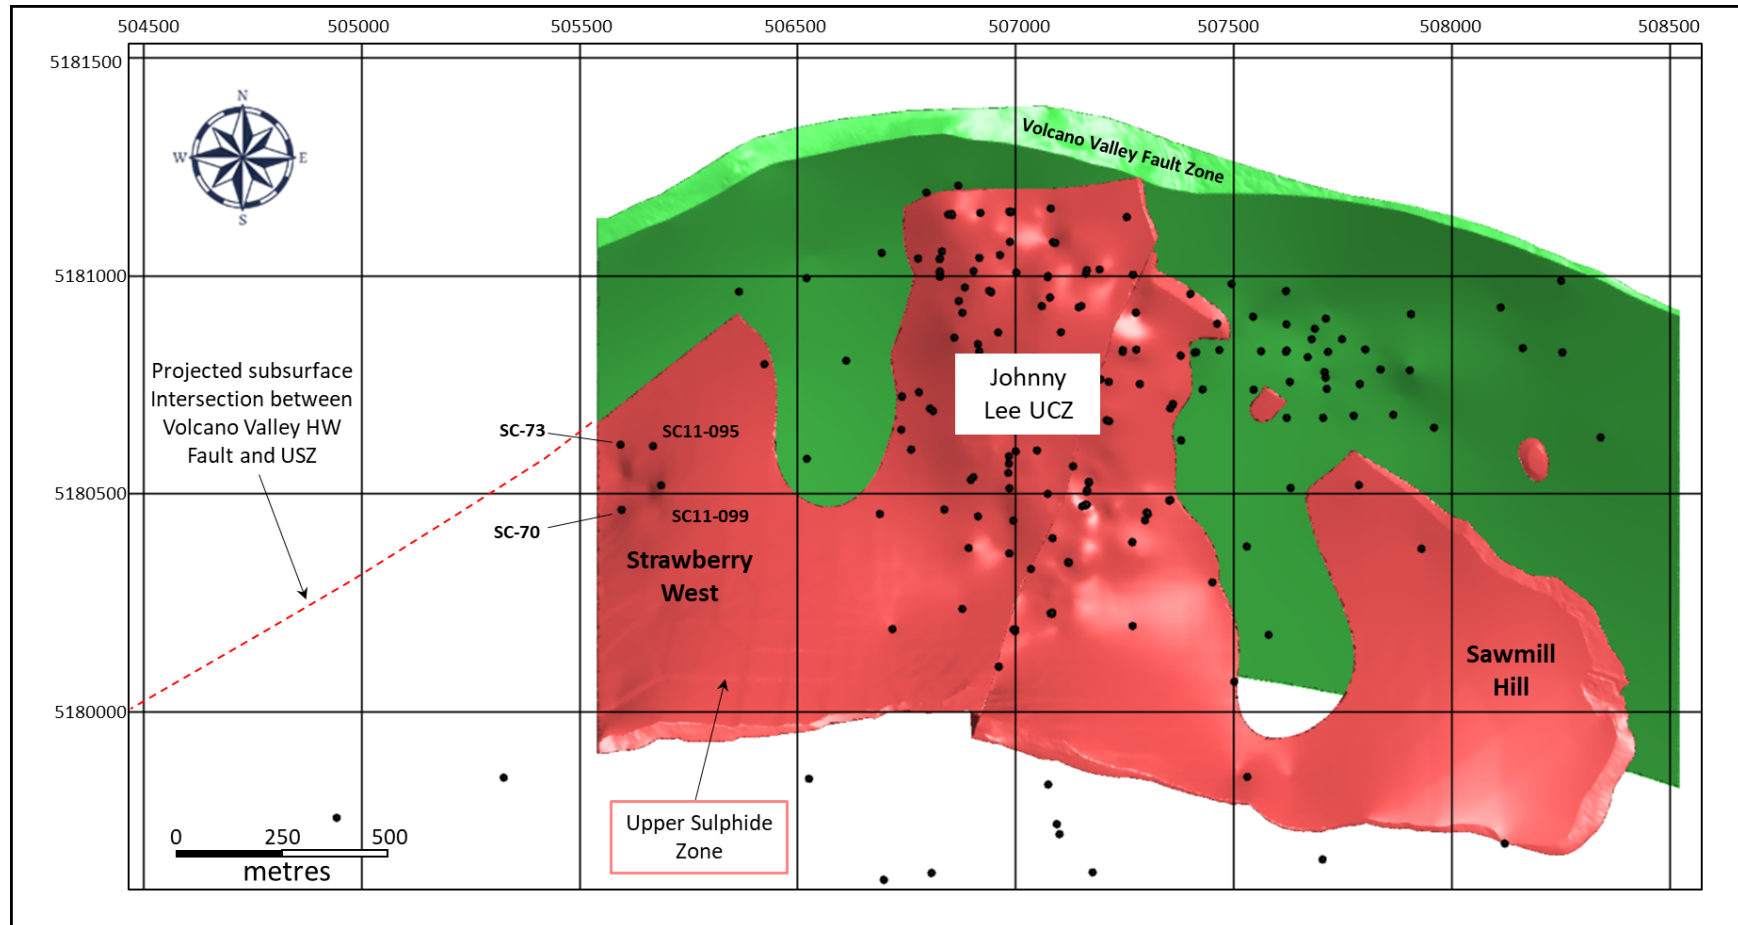 504500 505000 505500 506000 506500 507000 507500 508000 508500
5181500
N
W E
S
Volcano Valley Fault Zone
5181000
Projected subsurface
Intersection between
Volcano Valley HW
Fault and USZ
Johnny
Lee UCZ
SC-73
SC11-095
5180500
SC11-099
SC-70
Strawberry
West
Sawmill
Hill
5180000
Upper Sulphide
Zone
0 250 500
metres